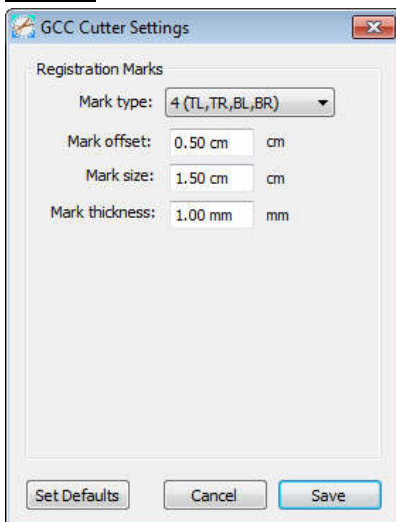 GCC Cutter Settings
Registration Marks
Mark type: 4 (TL,TR,BL,BR)
Mark offset: 0.50 cm cm
Mark size: 1.50 cm cm
Mark thickness: 1.00 mm mm
Set Defaults Cancel Save